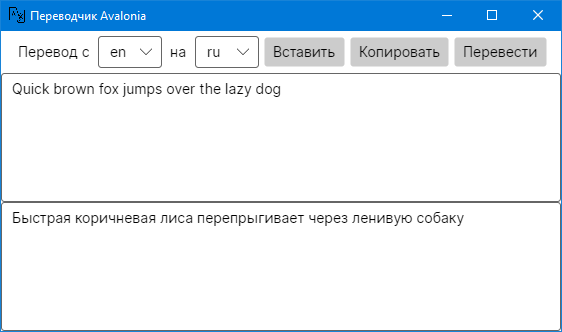 Переводчик Avalonia
Перевод с en на ru Вставить Копировать Перевести
Quick brown fox jumps over the lazy dog
Быстрая коричневая лиса перепрыгивает через ленивую собаку